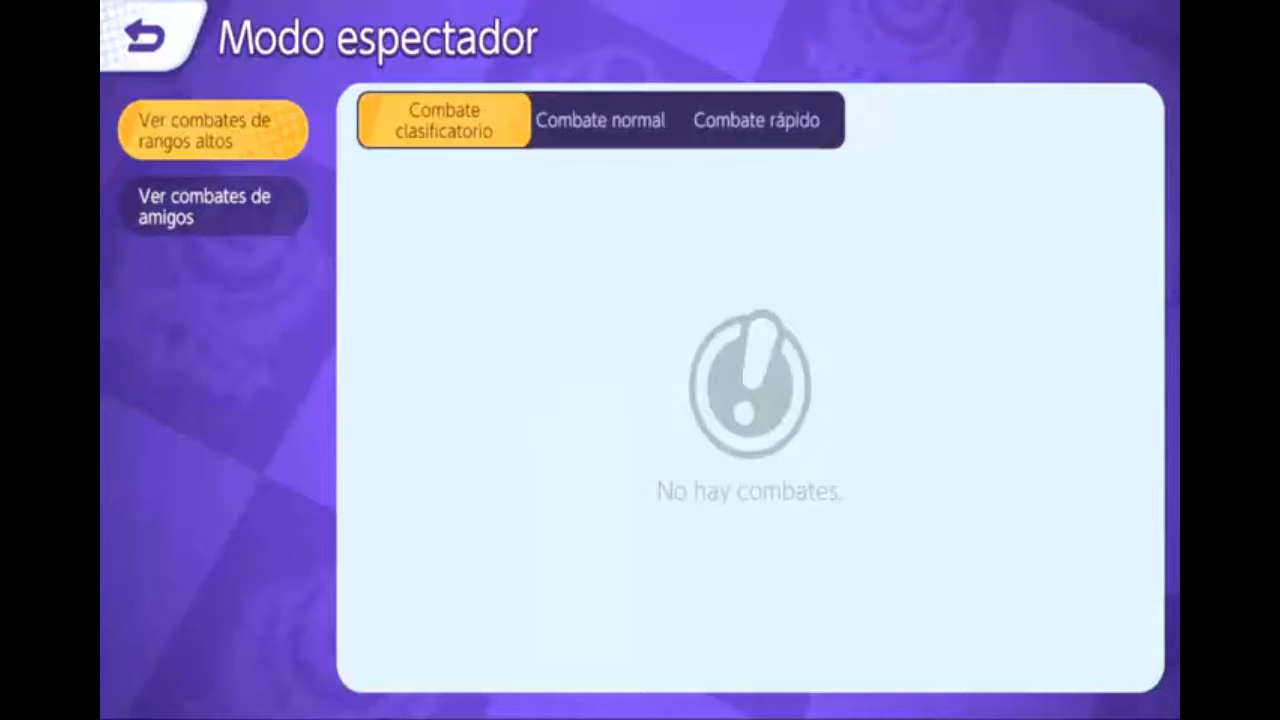 Modo espectador
Ver combates de
rangos altos
Ver combates de
amigos
Combate
clasificatorio
Combate normal
Combate rápido
No hay combates.